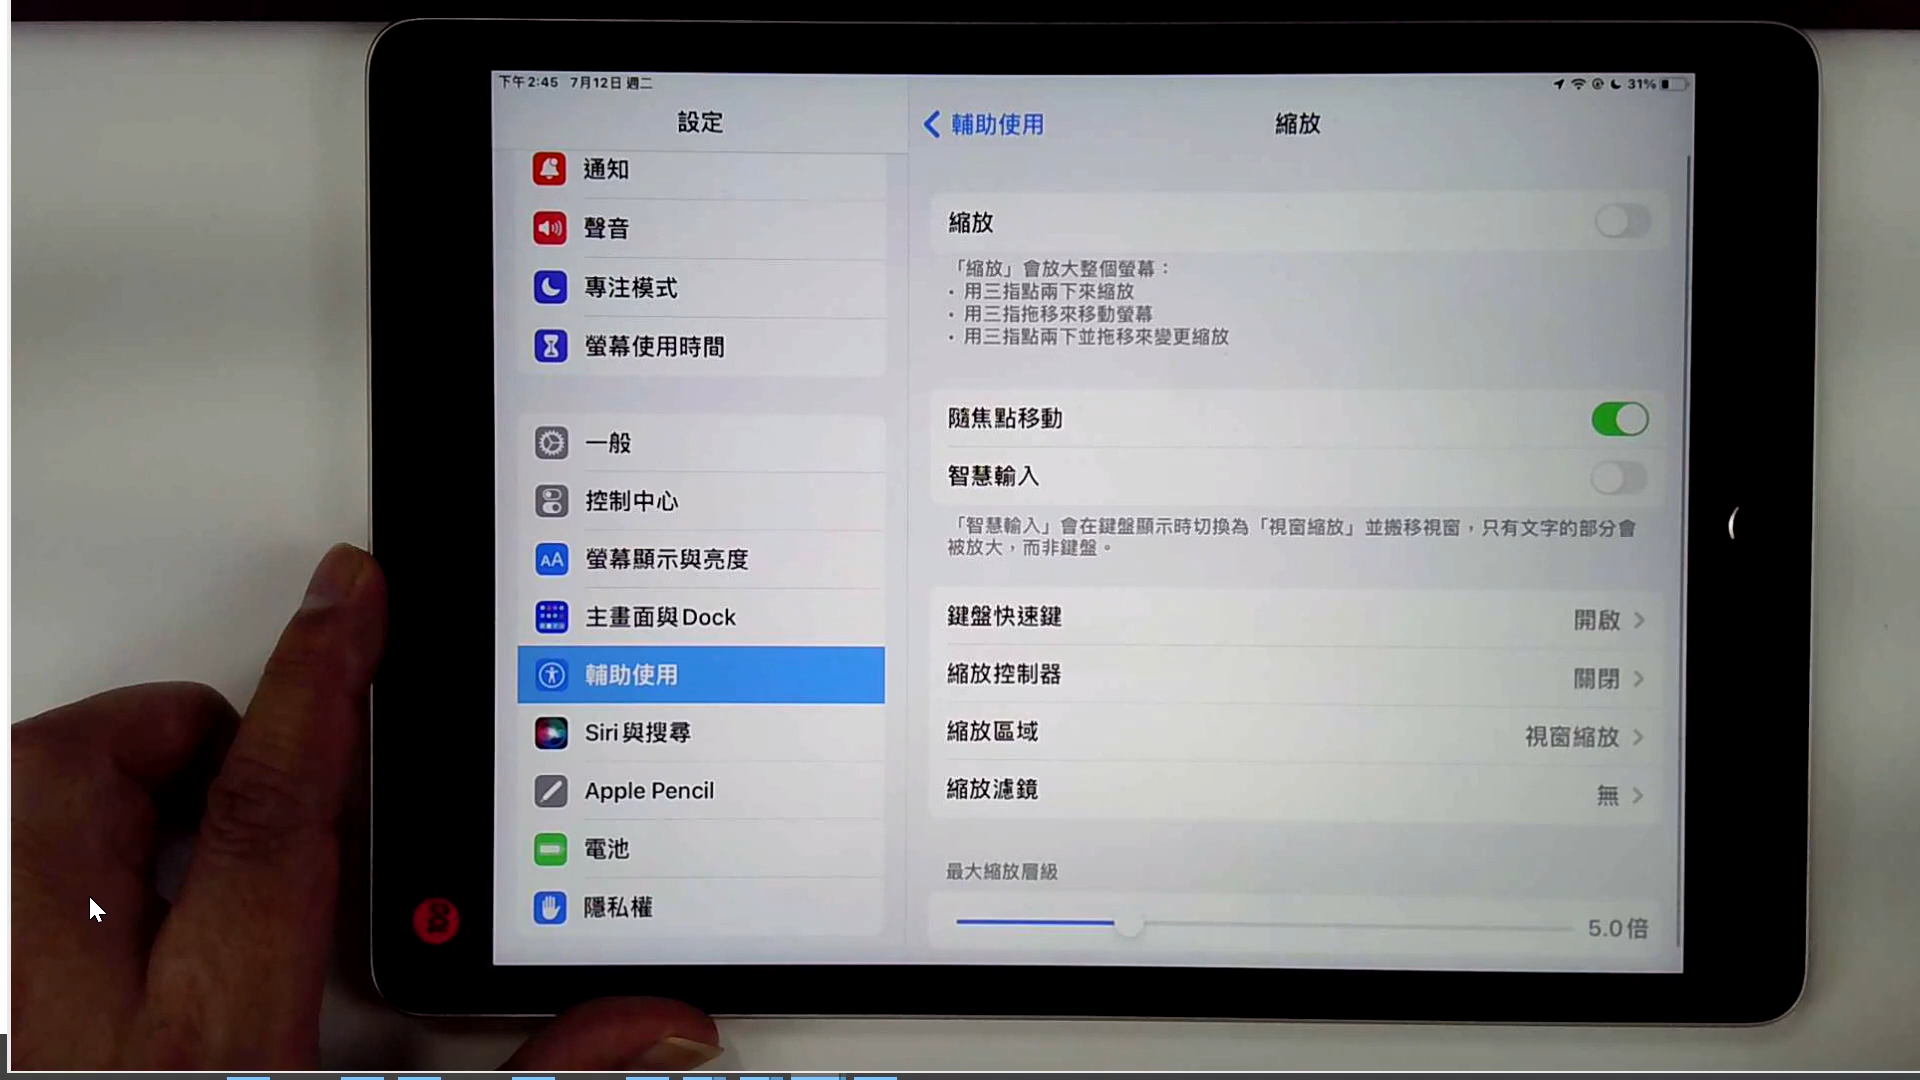 下午2:45 7月12日 週二
31%
設定
通知
聲音
專注模式
螢幕使用時間
一般
控制中心
螢幕顯示與亮度
主畫面與Dock
輔助使用
Siri與搜尋
Apple Pencil
電池
隱私權
輔助使用
縮放
縮放
「縮放」會放大整個螢幕：
• 用三指點兩下來縮放
• 用三指拖移來移動螢幕
• 用三指點兩下並拖移來變更縮放
隨焦點移動
智慧輸入
「智慧輸入」會在鍵盤顯示時切換為「視窗縮放」並搬移視窗，只有文字的部分會
被放大，而非鍵盤。
鍵盤快速鍵 開啟
縮放控制器 關閉
縮放區域 視窗縮放
縮放濾鏡 無
最大縮放層級
5.0倍